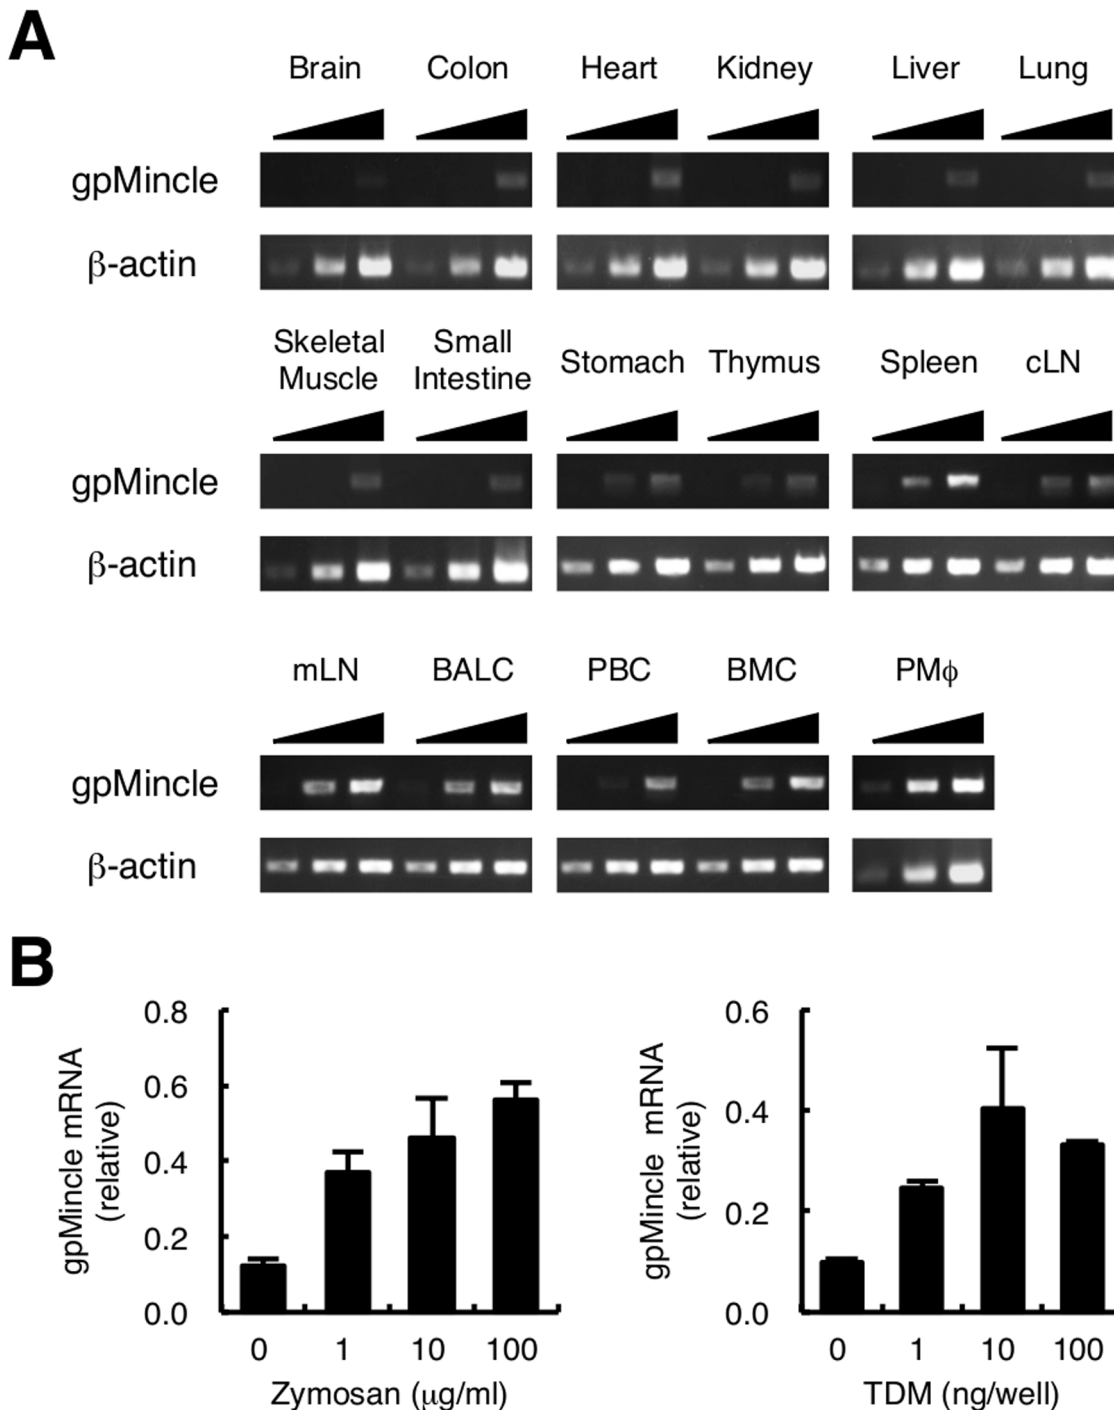 A
Brain Colon Heart Kidney Liver Lung
gpMincle
β-actin
Skeletal Muscle Small Intestine Stomach Thymus Spleen cLN
gpMincle
β-actin
mLN BALC PBC BMC PMϕ
gpMincle
β-actin
B
gpMincle mRNA
(relative)
0.8
0.6
0.4
0.2
0.0
0 1 10 100
Zymosan (μg/ml)
gpMincle mRNA
(relative)
0.6
0.4
0.2
0.0
0 1 10 100
TDM (ng/well)